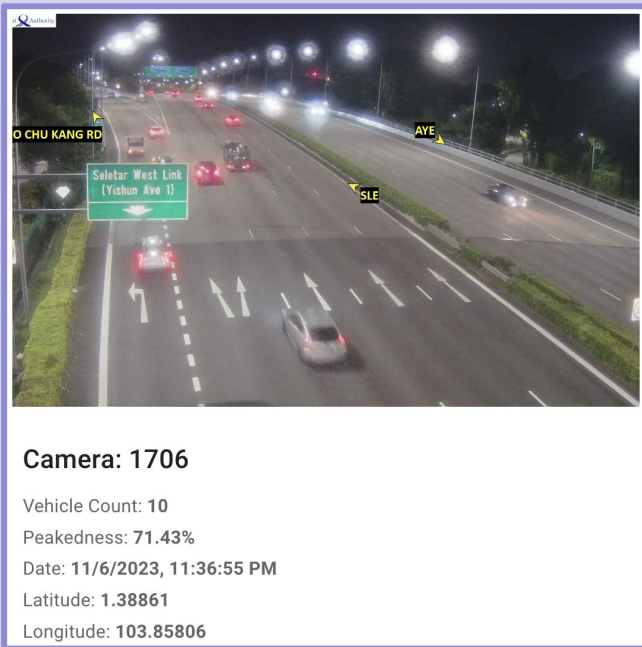 Authority
O CHU KANG RD
AYE
SLE
Seletar West Link
(Yishun Ave 1)
Camera: 1706
Vehicle Count: 10
Peakedness: 71.43%
Date: 11/6/2023, 11:36:55 PM
Latitude: 1.38861
Longitude: 103.85806